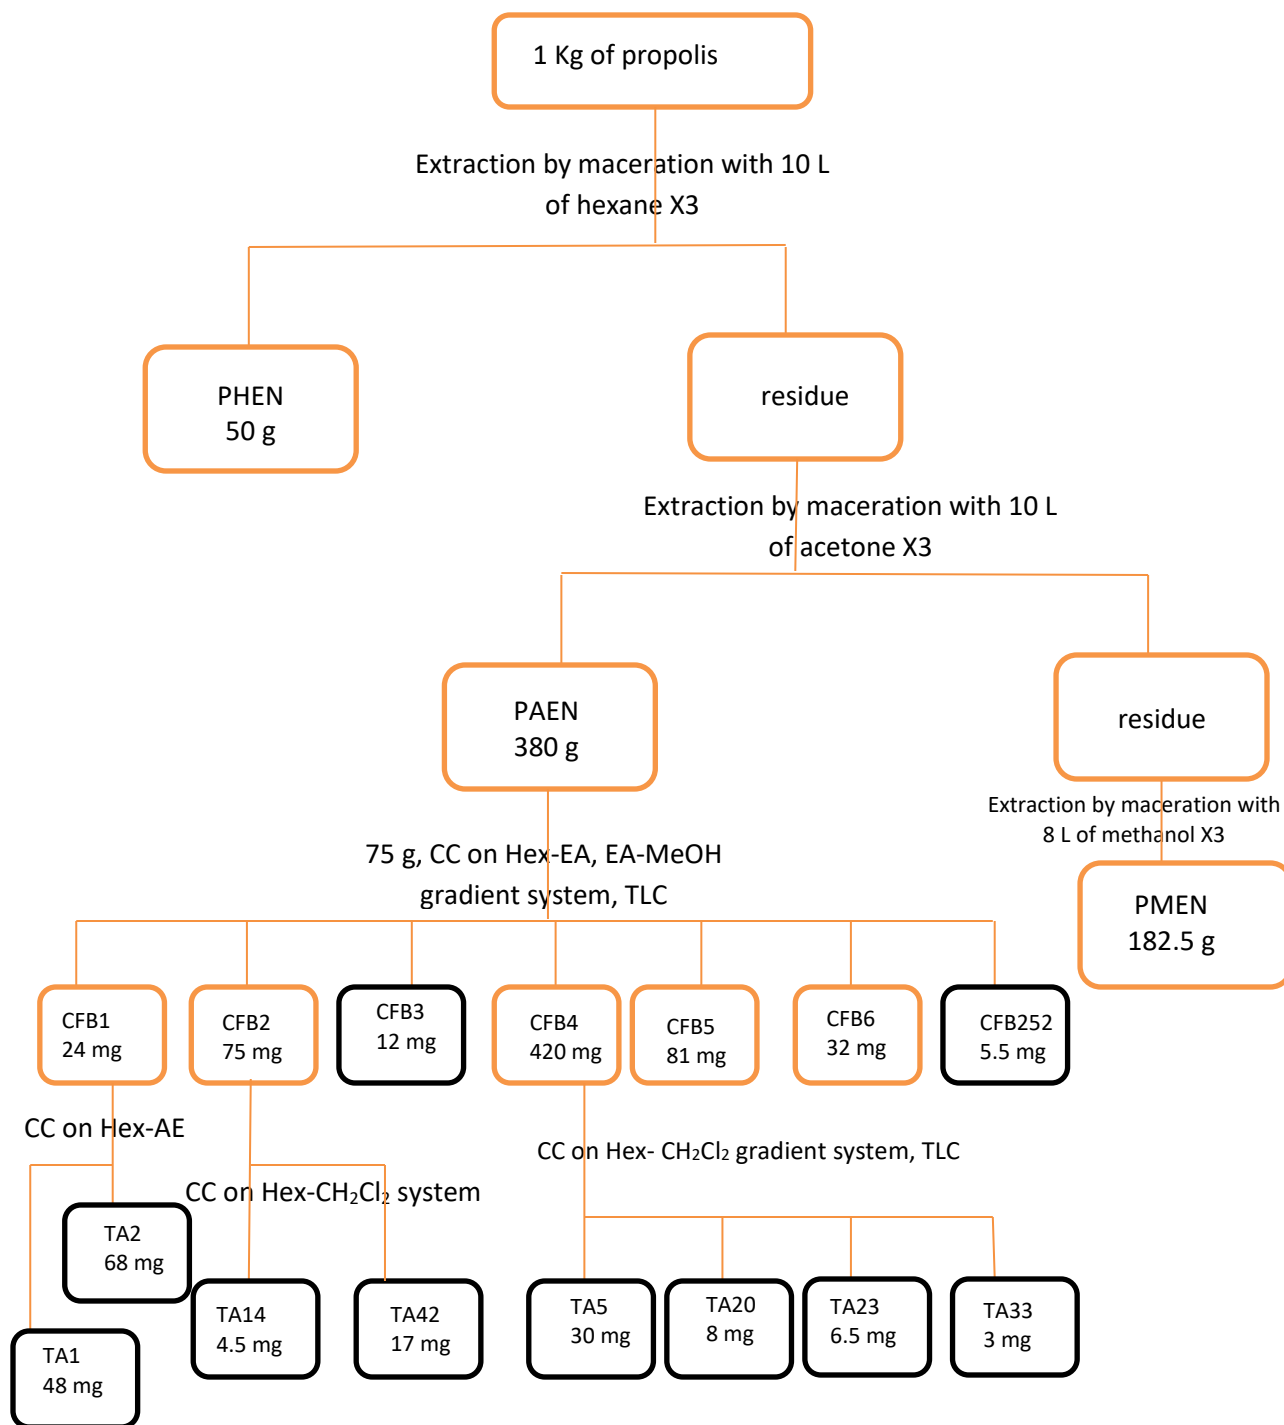 1 Kg of propolis
Extraction by maceration with 10 L
of hexane X3
PHEN
50 g
residue
Extraction by maceration with 10 L
of acetone X3
PAEN
380 g
residue
Extraction by maceration with
8 L of methanol X3
PMEN
182.5 g
75 g, CC on Hex-EA, EA-MeOH
gradient system, TLC
CFB1
24 mg
CFB2
75 mg
CFB3
12 mg
CFB4
420 mg
CFB5
81 mg
CFB6
32 mg
CFB252
5.5 mg
CC on Hex-AE
CC on Hex-CH₂Cl₂ system
CC on Hex- CH₂Cl₂ gradient system, TLC
TA2
68 mg
TA1
48 mg
TA14
4.5 mg
TA42
17 mg
TA5
30 mg
TA20
8 mg
TA23
6.5 mg
TA33
3 mg